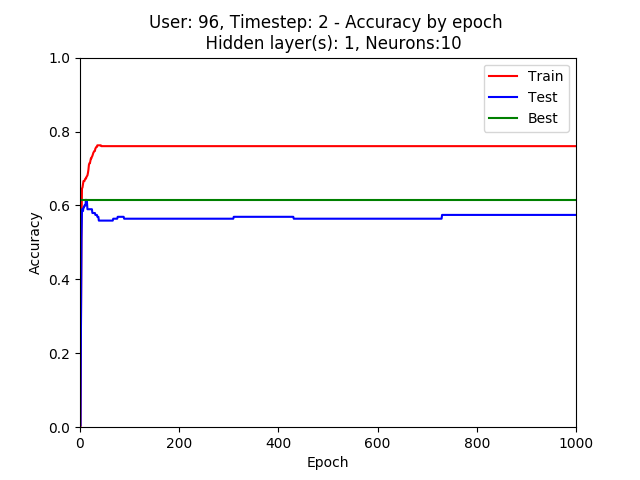 User: 96, Timestep: 2 - Accuracy by epoch
Hidden layer(s): 1, Neurons:10
1.0
0.8
0.6
0.4
0.2
0.0
Accuracy
Train
Test
Best
0 200 400 600 800 1000
Epoch